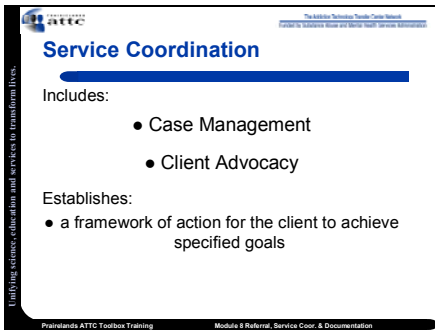 PRAIRIELANDS
attc
The Addiction Technology Transfer Center Network
Funded by Substance Abuse and Mental Health Services Administration
Service Coordination
Includes:
● Case Management
● Client Advocacy
Establishes:
● a framework of action for the client to achieve
specified goals
Unifying science, education and services to transform lives.
Prairelands ATTC Toolbox Training
Module 8 Referral, Service Coor. & Documentation